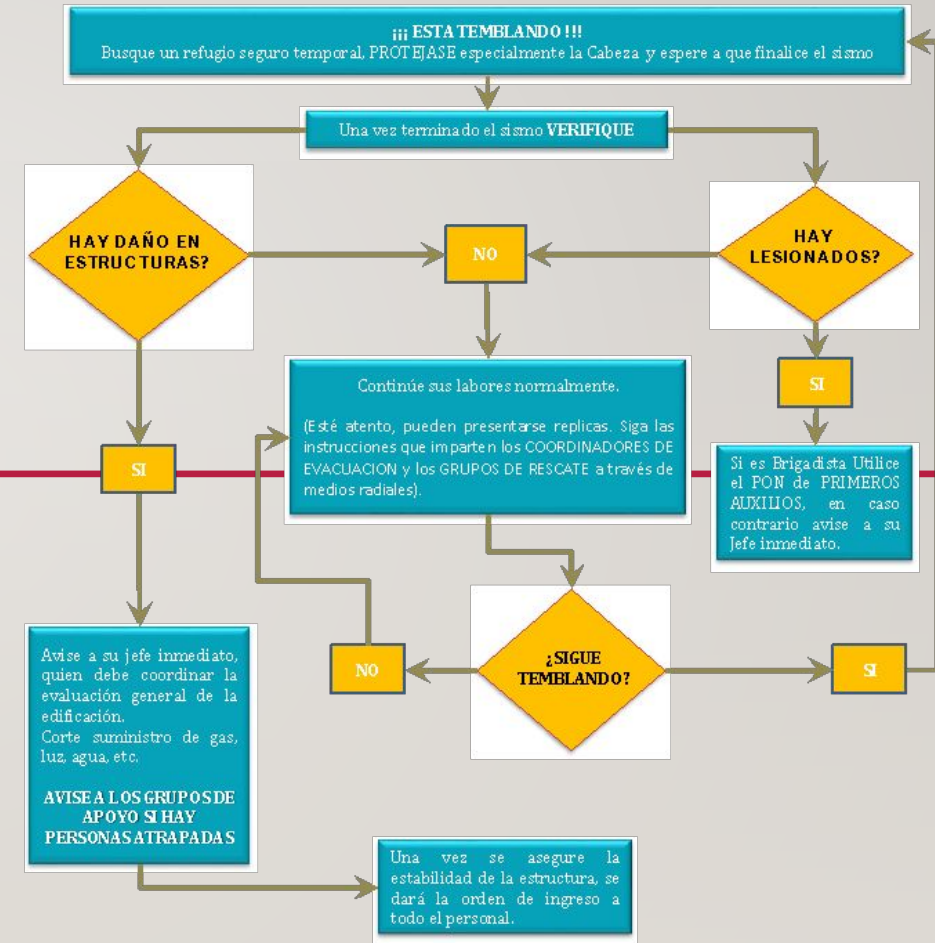 ¡¡¡ ESTA TEMBLANDO !!!
Busque un refugio seguro temporal, PROTEJASE especialmente la Cabeza y espere a que finalice el sismo
Una vez terminado el sismo VERIFIQUE
HAY DAÑO EN
ESTRUCTURAS?
NO
HAY
LESIONADOS?
SI
Continúe sus labores normalmente.
(Esté atento, pueden presentarse replicas. Siga las
instrucciones que imparten los COORDINADORES DE
EVACUACION y los GRUPOS DE RESCATE a través de
medios radiales).
SI
Si es Brigadista Utilice
el PON de PRIMEROS
AUXILIOS, en caso
contrario avise a su
Jefe inmediato.
Avise a su jefe inmediato,
quien debe coordinar la
evaluación general de la
edificación.
Corte suministro de gas,
luz, agua, etc.
AVISE A LOS GRUPOS DE
APOYO SI HAY
PERSONAS ATRAPADAS
NO
¿SIGUE
TEMBLANDO?
SI
Una vez se asegure la
estabilidad de la estructura, se
dará la orden de ingreso a
todo el personal.